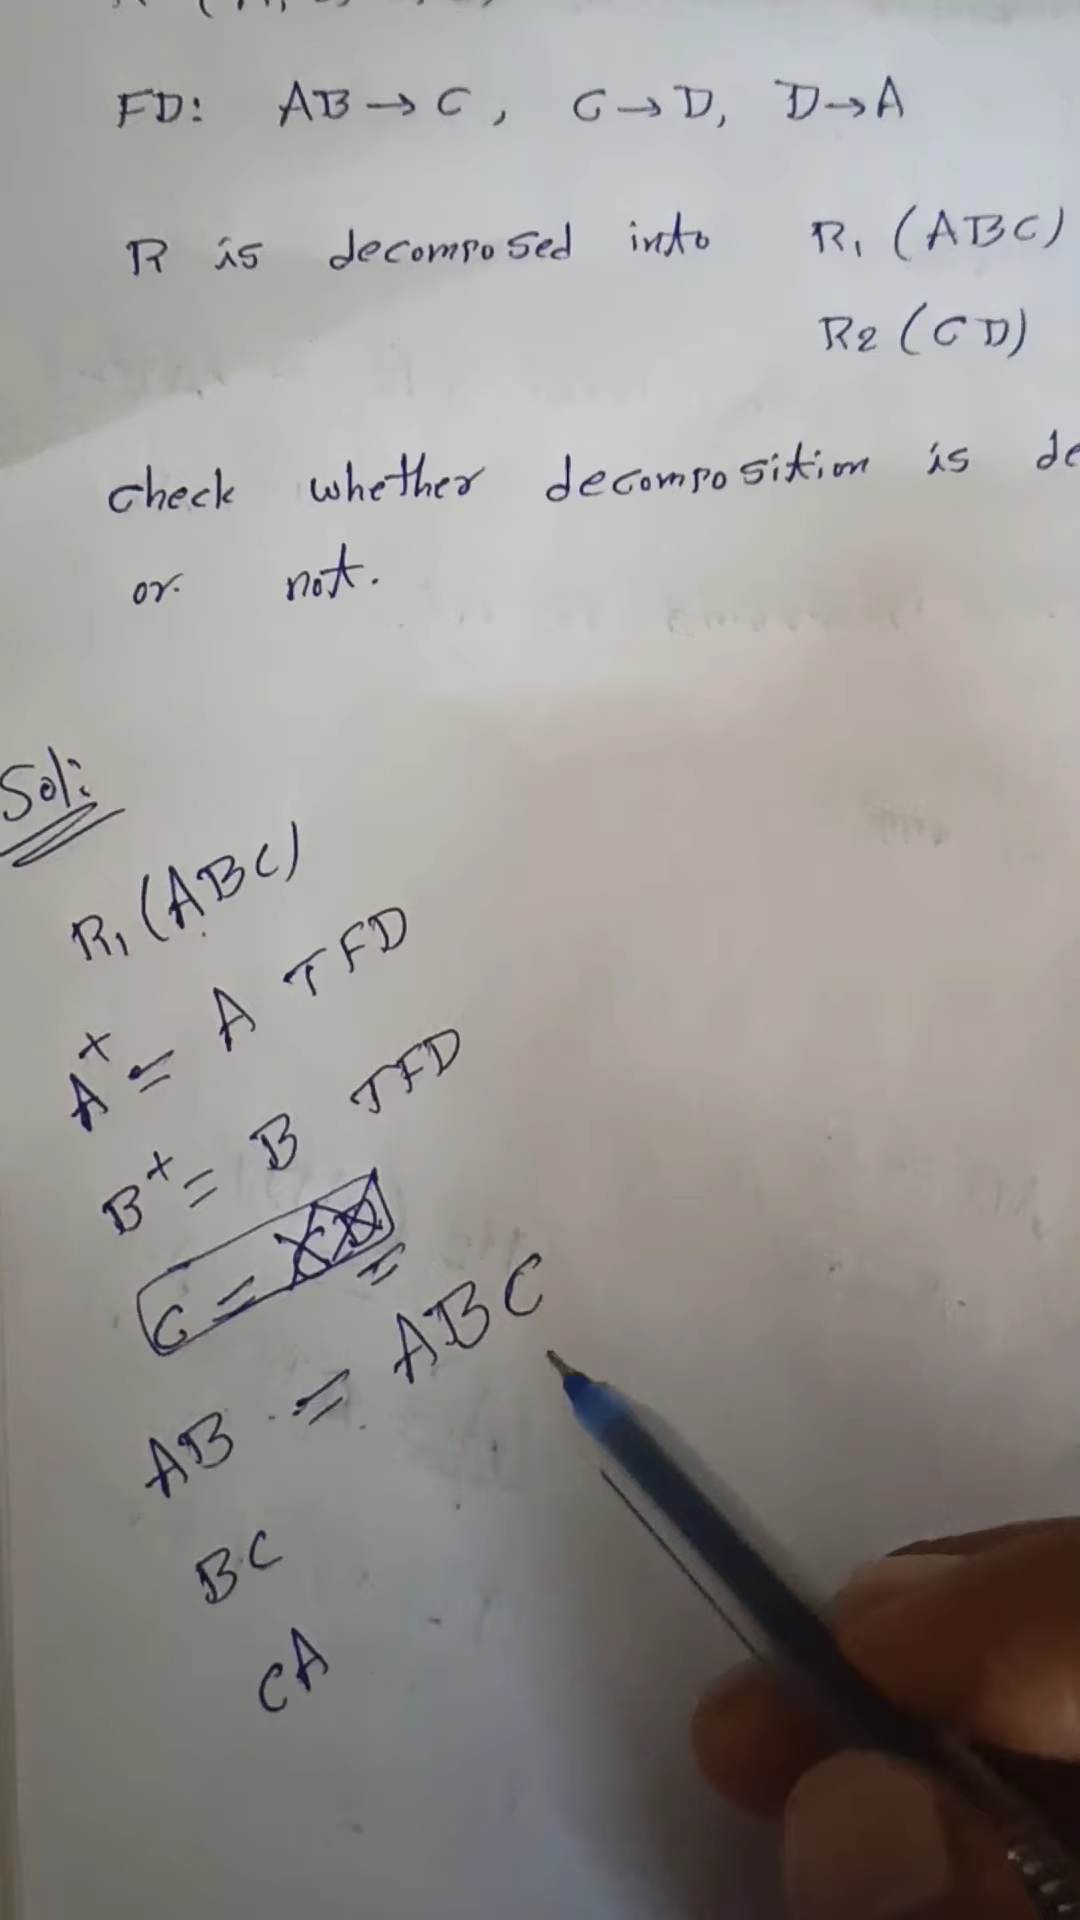 FD: AB → C, C → D, D → A
R is decomposed into R₁ (ABC)
R2 (CD)
check whether decomposition is de
or not.
Sol:
R₁ (ABC)
A⁺ = A TFD
B⁺ = B TFD
C =
AB = ABC
BC
CA